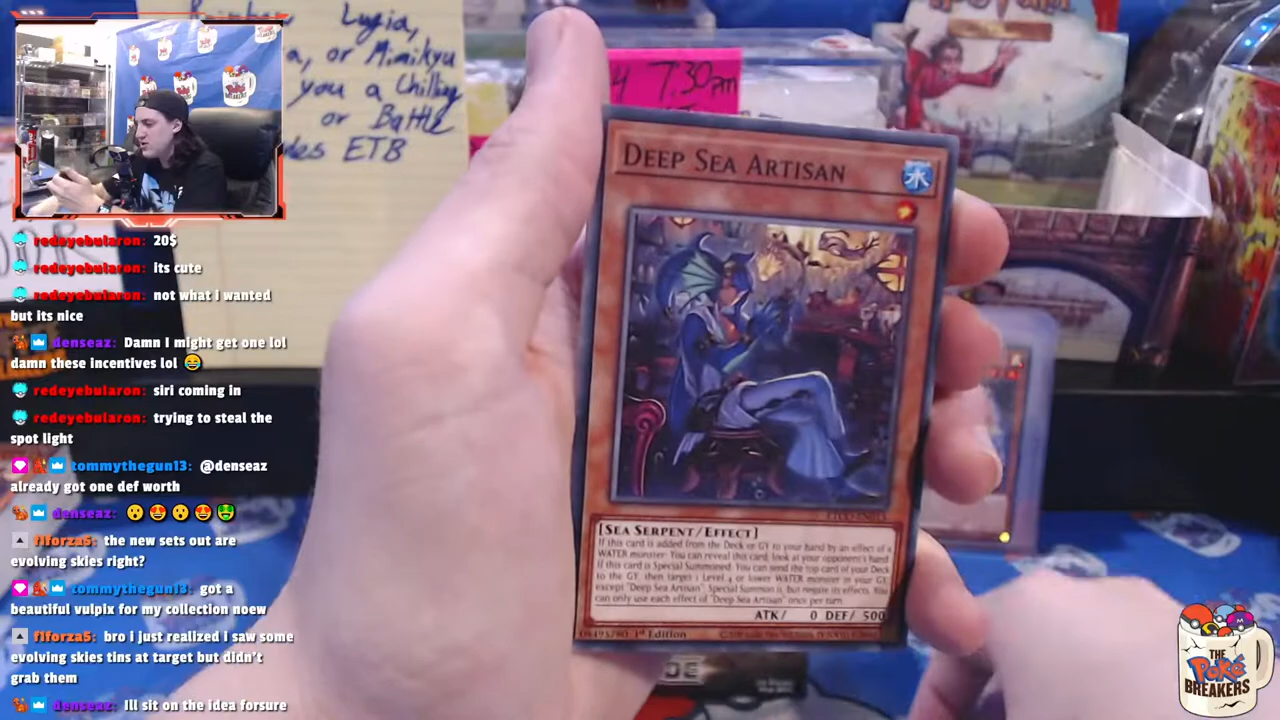 Lugia,
a, or Mimikyu
you a Chilling
or Battle
ETB
4 7:30pm
DEEP SEA ARTISAN
水
[SEA SERPENT/EFFECT]
If this card is added from the Deck or GY to your hand by an effect of a
WATER monster: You can reveal this card; look at your opponent's hand.
If this card is Special Summoned: You can send the top card of your Deck
to the GY, then target 1 Level 4 or lower WATER monster in your GY,
except "Deep Sea Artisan"; Special Summon it, but negate its effects. You
can only use each effect of "Deep Sea Artisan" once per turn.
ATK/ 0 DEF/ 500
1st Edition
redeyebularon: 20$
redeyebularon: its cute
redeyebularon: not what I wanted
but its nice
denseaz: Damn I might get one lol
damn these incentives lol 😂
redeyebularon: siri coming in
redeyebularon: trying to steal the
spot light
tommythegun13: @denseaz
already got one def worth
denseaz: 😮😍😮😍🤑
f1forza5: the new sets out are
evolving skies right?
tommythegun13: got a
beautiful vulpix for my collection noew
f1forza5: bro i just realized i saw some
evolving skies tins at target but didn't
grab them
denseaz: Ill sit on the idea forsure
THE
Poké
BREAKERS